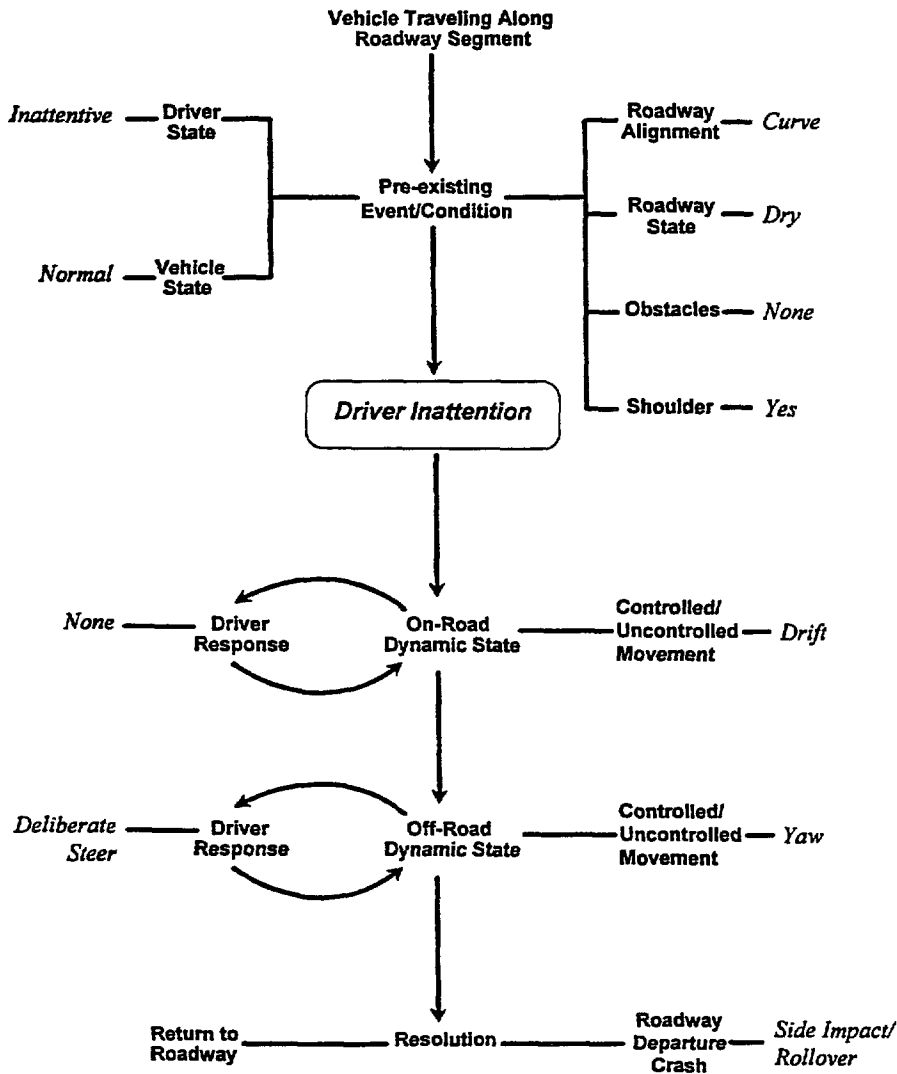 Vehicle Traveling Along
Roadway Segment
Inattentive
Driver
State
Roadway
Alignment
Curve
Pre-existing
Event/Condition
Roadway
State
Dry
Normal
Vehicle
State
Obstacles
None
Driver Inattention
Shoulder
Yes
None
Driver
Response
On-Road
Dynamic State
Controlled/
Uncontrolled
Movement
Drift
Deliberate
Steer
Driver
Response
Off-Road
Dynamic State
Controlled/
Uncontrolled
Movement
Yaw
Return to
Roadway
Resolution
Roadway
Departure
Crash
Side Impact/
Rollover